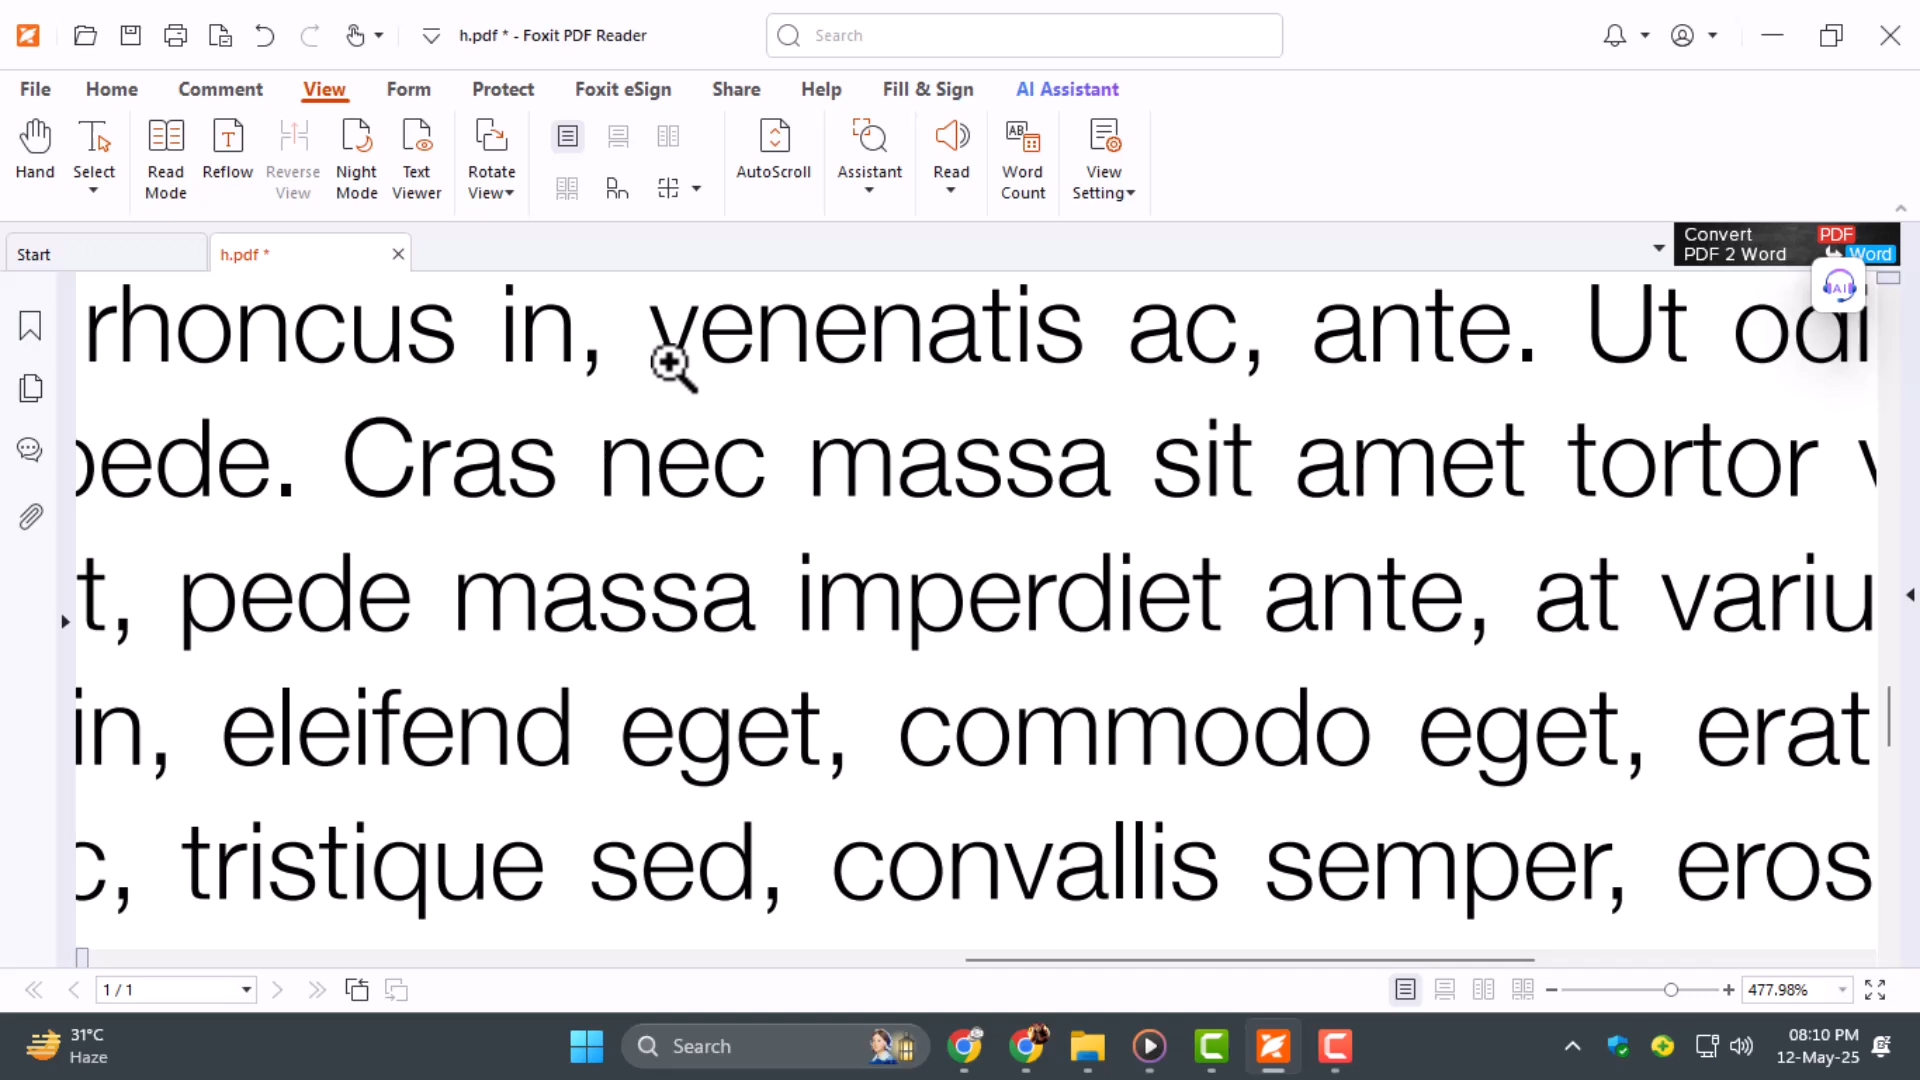 h.pdf * - Foxit PDF Reader
Search
File Home Comment View Form Protect Foxit eSign Share Help Fill & Sign AI Assistant
Hand
Select
Read Mode
Reflow
Reverse View
Night Mode
Text Viewer
Rotate View
AutoScroll
Assistant
Read
Word Count
View Setting
Start
h.pdf *
Convert PDF
PDF 2 Word Word
AI
rhoncus in, venenatis ac, ante. Ut odi
pede. Cras nec massa sit amet tortor v
t, pede massa imperdiet ante, at variu
in, eleifend eget, commodo eget, erat
c, tristique sed, convallis semper, eros
1 / 1
477.98%
31°C
Haze
Search
08:10 PM
12-May-25